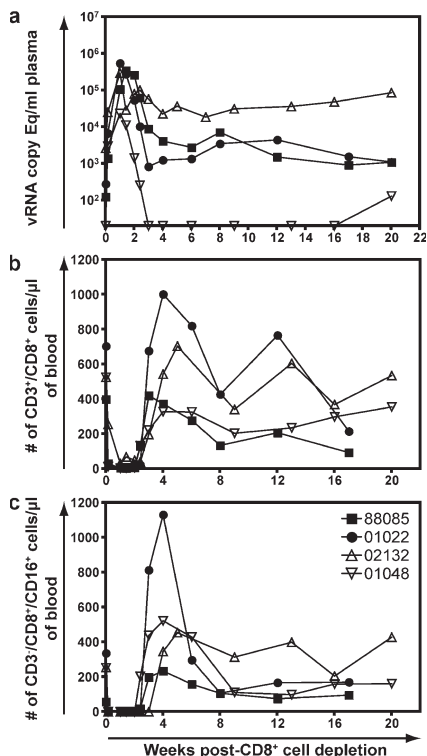 a
vRNA copy Eq/ml plasma
10⁷
10⁶
10⁵
10⁴
10³
10²
0 2 4 6 8 10 12 14 16 18 20 22
b
# of CD3⁺/CD8⁺ cells/µl
of blood
1200
1000
800
600
400
200
0
0 4 8 12 16 20
c
# of CD3⁻/CD8⁺/CD16⁺ cells/µl
of blood
1200
1000
800
600
400
200
0
88085
01022
02132
01048
0 4 8 12 16 20
Weeks post-CD8⁺ cell depletion